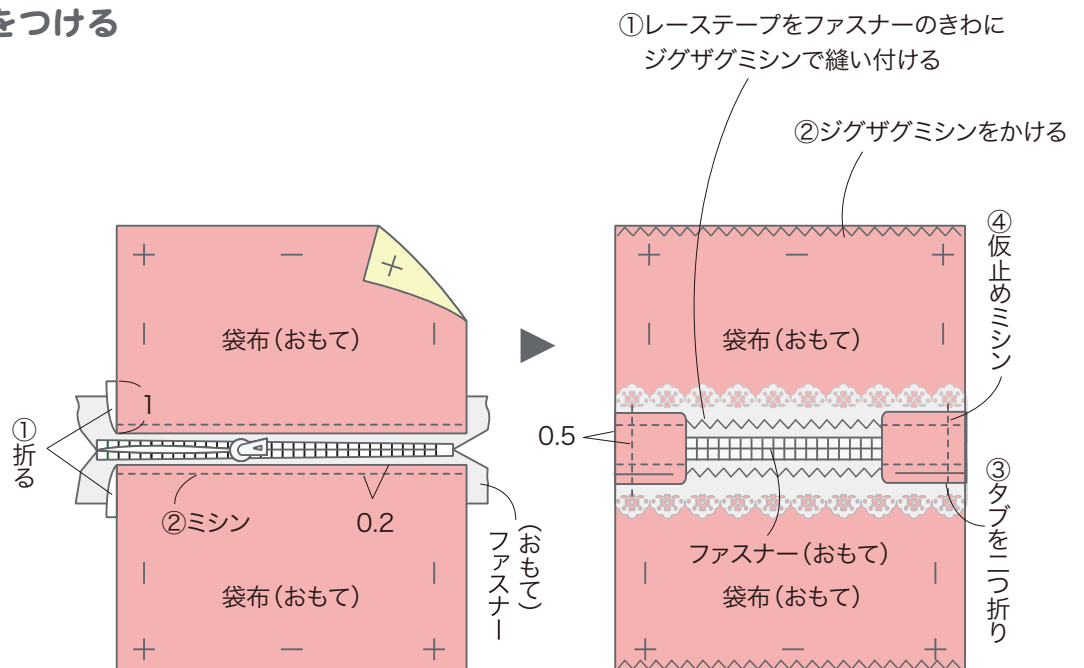 をつける
①レーステープをファスナーのきわに
ジグザグミシンで縫い付ける
②ジグザグミシンをかける
袋布(おもて)
1
①折る
②ミシン
0.2
ファスナー
(おもて)
袋布(おもて)
④仮止めミシン
袋布(おもて)
0.5
③タブを二つ折り
ファスナー(おもて)
袋布(おもて)